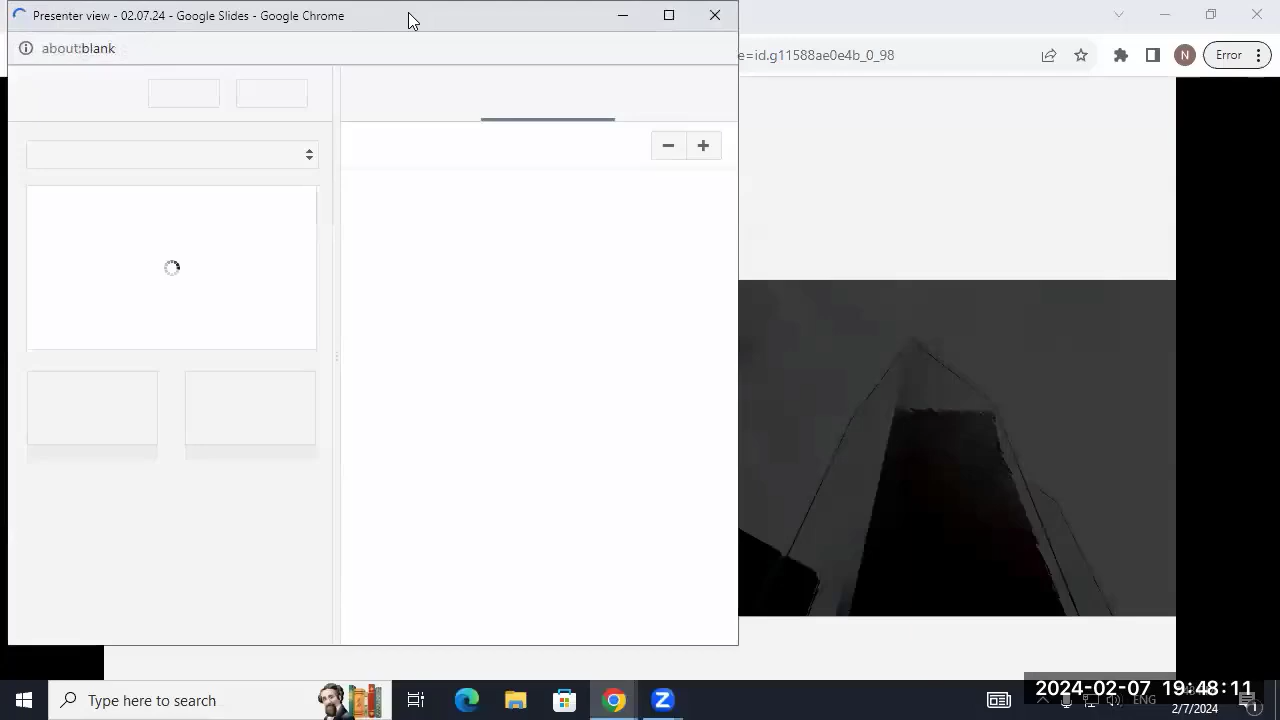 Presenter view - 02.07.24 - Google Slides - Google Chrome
about:blank
e=id.g11588ae0e4b_0_98
N
Error
Type here to search
ENG
2024-02-07 19:48:11
2/7/2024
1